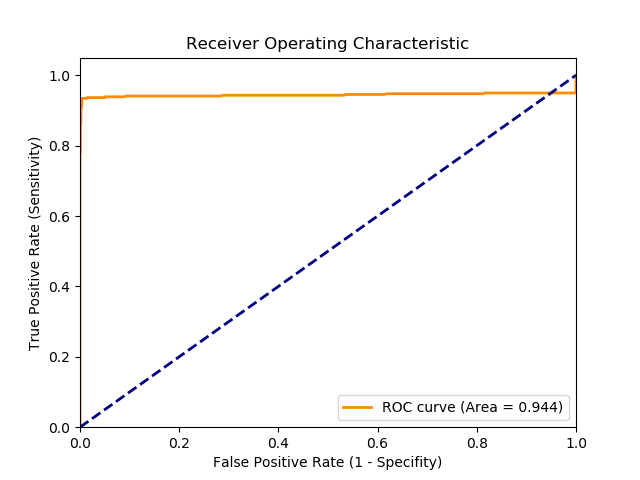 Receiver Operating Characteristic
True Positive Rate (Sensitivity)
1.0
0.8
0.6
0.4
0.2
0.0
ROC curve (Area = 0.944)
0.0 0.2 0.4 0.6 0.8 1.0
False Positive Rate (1 - Specifity)